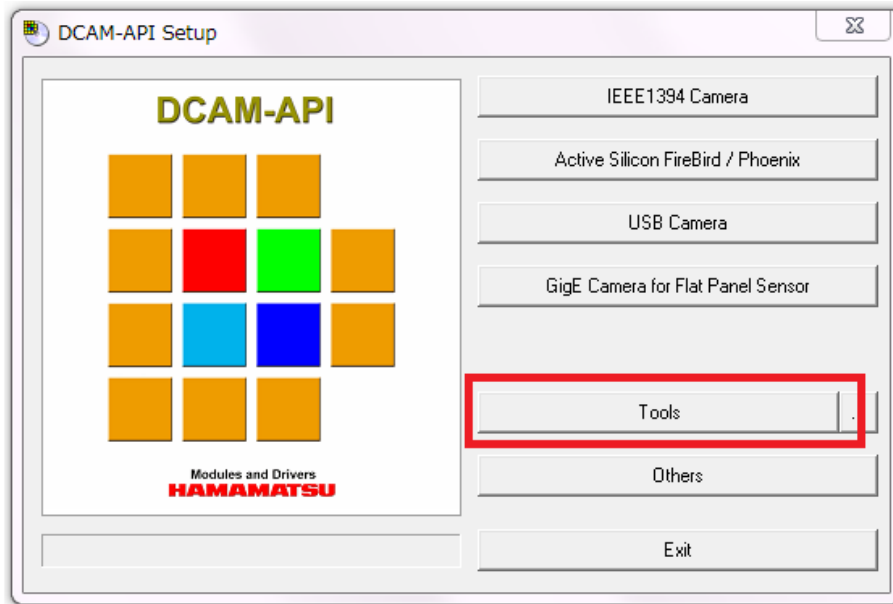 DCAM-API Setup
DCAM-API
Modules and Drivers
HAMAMATSU
IEEE1394 Camera
Active Silicon FireBird / Phoenix
USB Camera
GigE Camera for Flat Panel Sensor
Tools
.
Others
Exit